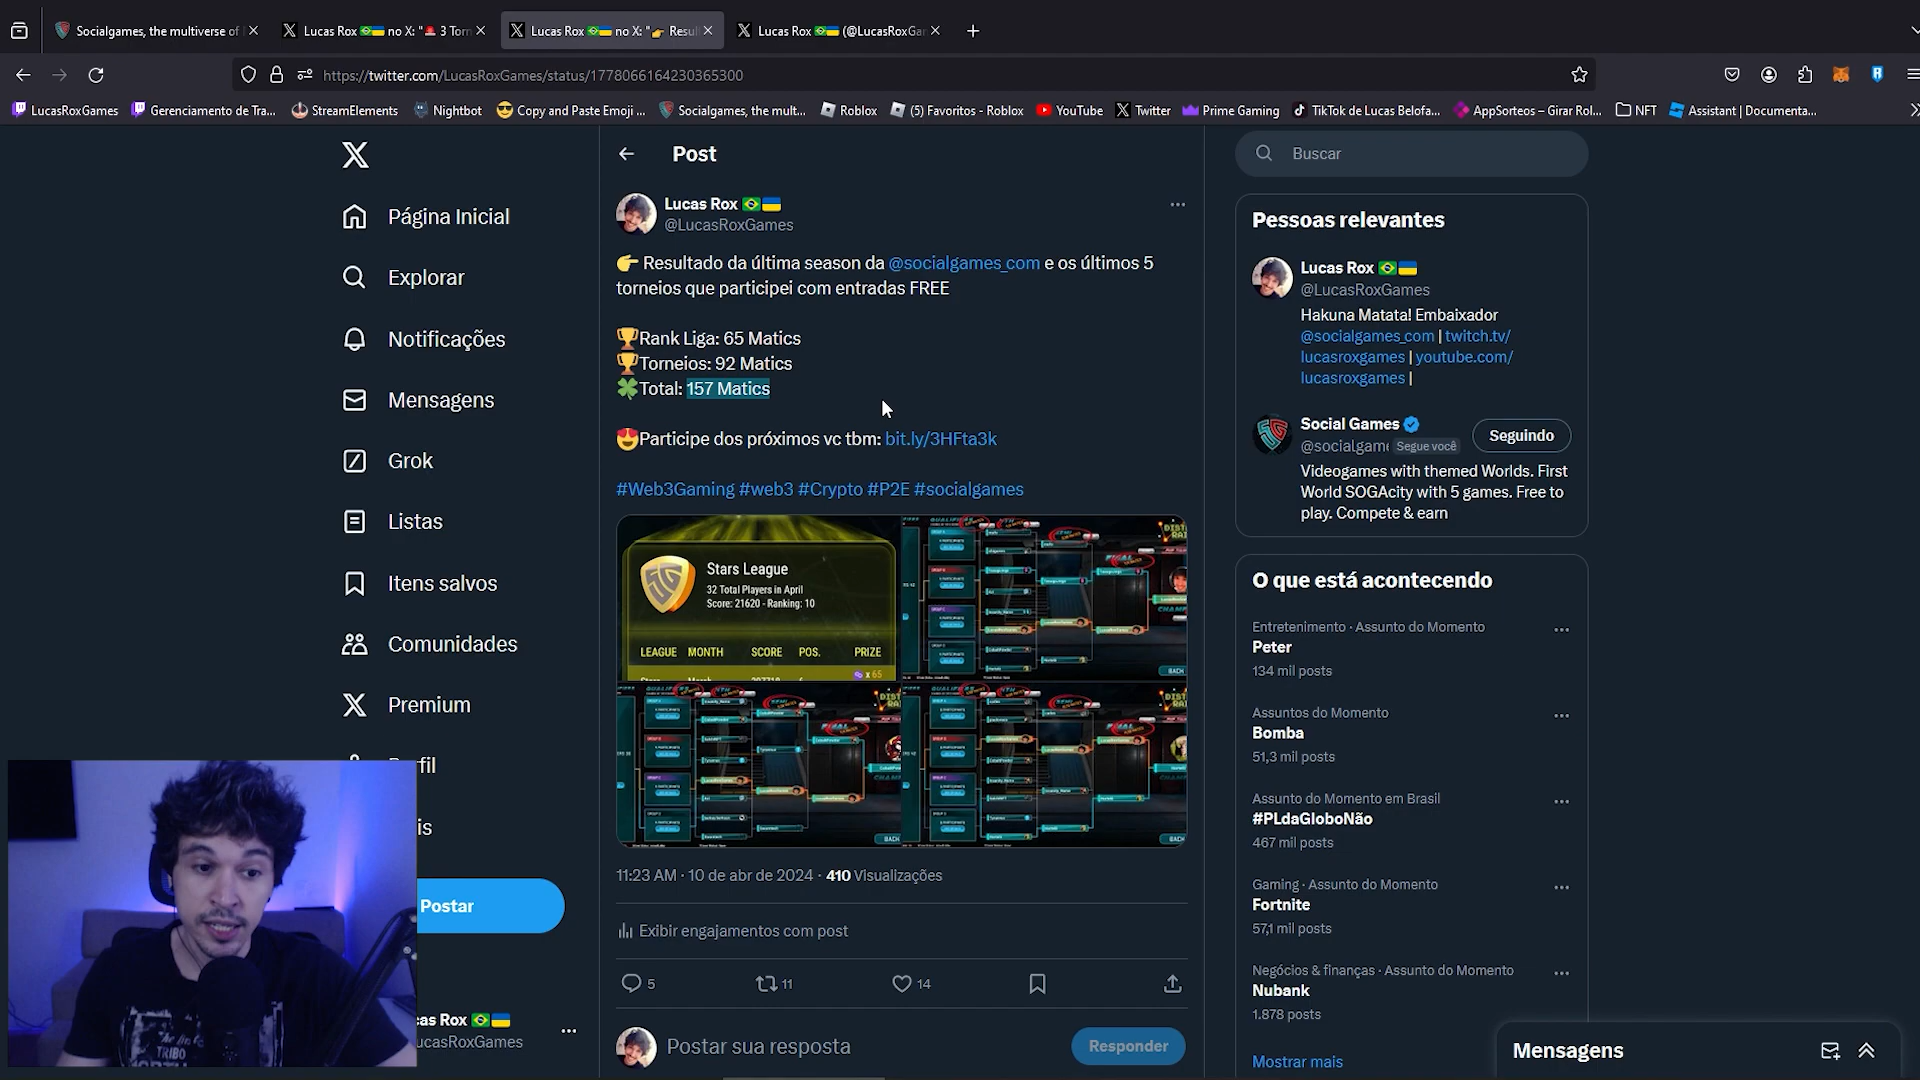 Socialgames, the multiverse of
Lucas Rox no X: " 3 Torn
Lucas Rox no X: " Resul
Lucas Rox (@LucasRoxGa
https://twitter.com/LucasRoxGames/status/1778066164230365300
LucasRoxGames
Gerenciamento de Tra...
StreamElements
Nightbot
Copy and Paste Emoji ...
Socialgames, the mult...
Roblox
(5) Favoritos - Roblox
YouTube
Twitter
Prime Gaming
TikTok de Lucas Belofa...
AppSorteos – Girar Rol...
NFT
Assistant | Documenta...
Página Inicial
Explorar
Notificações
Mensagens
Grok
Listas
Itens salvos
Comunidades
Premium
Postar
@LucasRoxGames
Post
Lucas Rox
@LucasRoxGames
👉 Resultado da última season da @socialgames_com e os últimos 5
torneios que participei com entradas FREE
🏆Rank Liga: 65 Matics
🏆Torneios: 92 Matics
🍀Total: 157 Matics
😍Participe dos próximos vc tbm: bit.ly/3HFta3k
#Web3Gaming #web3 #Crypto #P2E #socialgames
Stars League
32 Total Players in April
Score: 21620 - Ranking: 10
LEAGUE MONTH SCORE POS. PRIZE
x 65
11:23 AM · 10 de abr de 2024 · 410 Visualizações
Exibir engajamentos com post
5
11
14
Postar sua resposta
Responder
Buscar
Pessoas relevantes
Lucas Rox
@LucasRoxGames
Hakuna Matata! Embaixador
@socialgames_com | twitch.tv/
lucasroxgames | youtube.com/
lucasroxgames |
Social Games
@socialgam
Segue você
Seguindo
Videogames with themed Worlds. First
World SOGAcity with 5 games. Free to
play. Compete & earn
O que está acontecendo
Entretenimento · Assunto do Momento
Peter
134 mil posts
Assuntos do Momento
Bomba
51,3 mil posts
Assunto do Momento em Brasil
#PLdaGloboNão
467 mil posts
Gaming · Assunto do Momento
Fortnite
57,1 mil posts
Negócios & finanças · Assunto do Momento
Nubank
1.878 posts
Mostrar mais
Mensagens